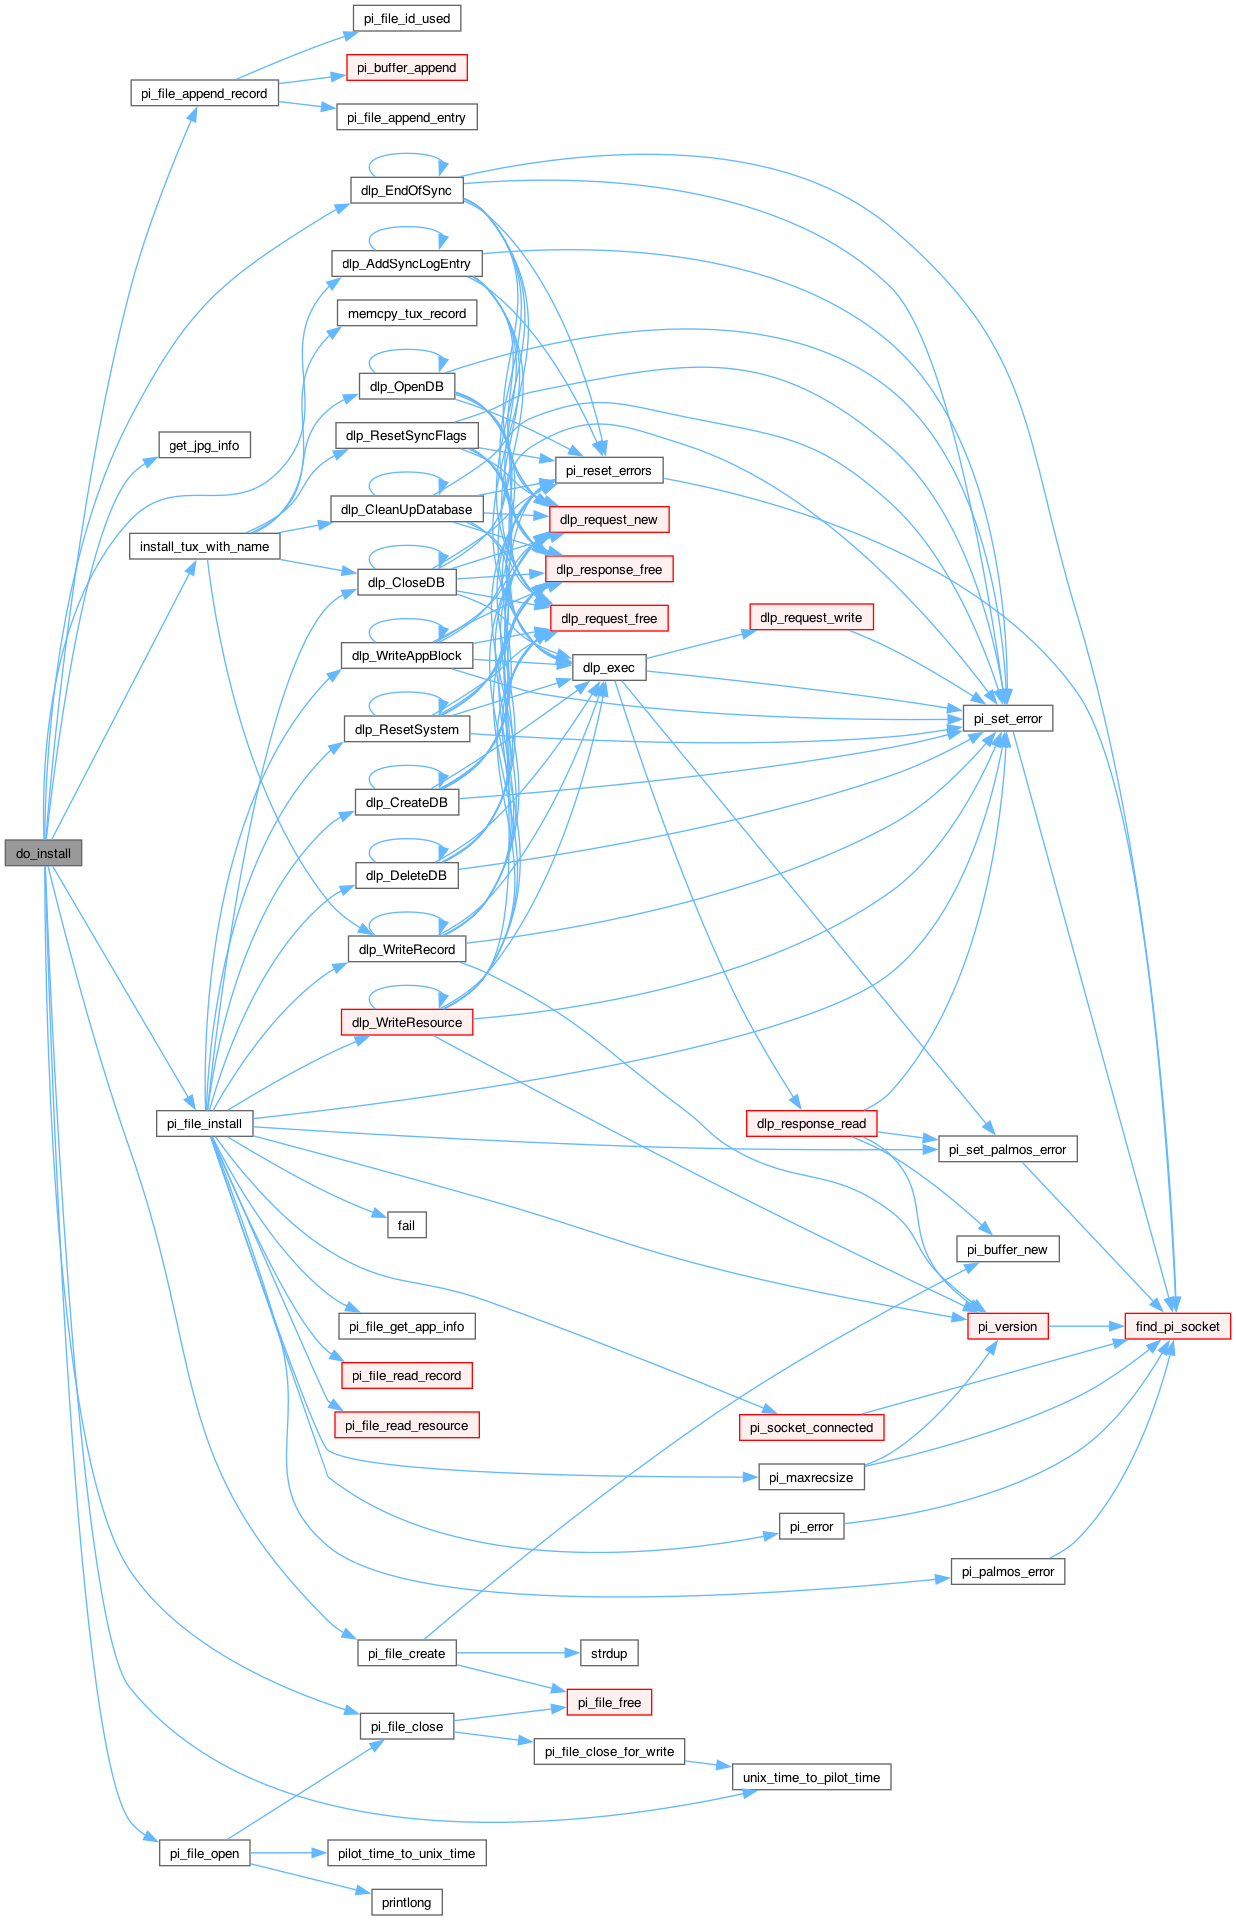 pi_file_id_used
pi_buffer_append
pi_file_append_record
pi_file_append_entry
dlp_EndOfSync
dlp_AddSyncLogEntry
memcpy_tux_record
dlp_OpenDB
dlp_ResetSyncFlags
get_jpg_info
pi_reset_errors
dlp_CleanUpDatabase
dlp_request_new
install_tux_with_name
dlp_response_free
dlp_CloseDB
dlp_request_free
dlp_request_write
dlp_WriteAppBlock
dlp_exec
pi_set_error
dlp_ResetSystem
dlp_CreateDB
do_install
dlp_DeleteDB
dlp_WriteRecord
dlp_WriteResource
pi_file_install
dlp_response_read
pi_set_palmos_error
fail
pi_buffer_new
pi_file_get_app_info
pi_version
find_pi_socket
pi_file_read_record
pi_file_read_resource
pi_socket_connected
pi_maxrecsize
pi_error
pi_palmos_error
pi_file_create
strdup
pi_file_free
pi_file_close
pi_file_close_for_write
unix_time_to_pilot_time
pi_file_open
pilot_time_to_unix_time
printlong